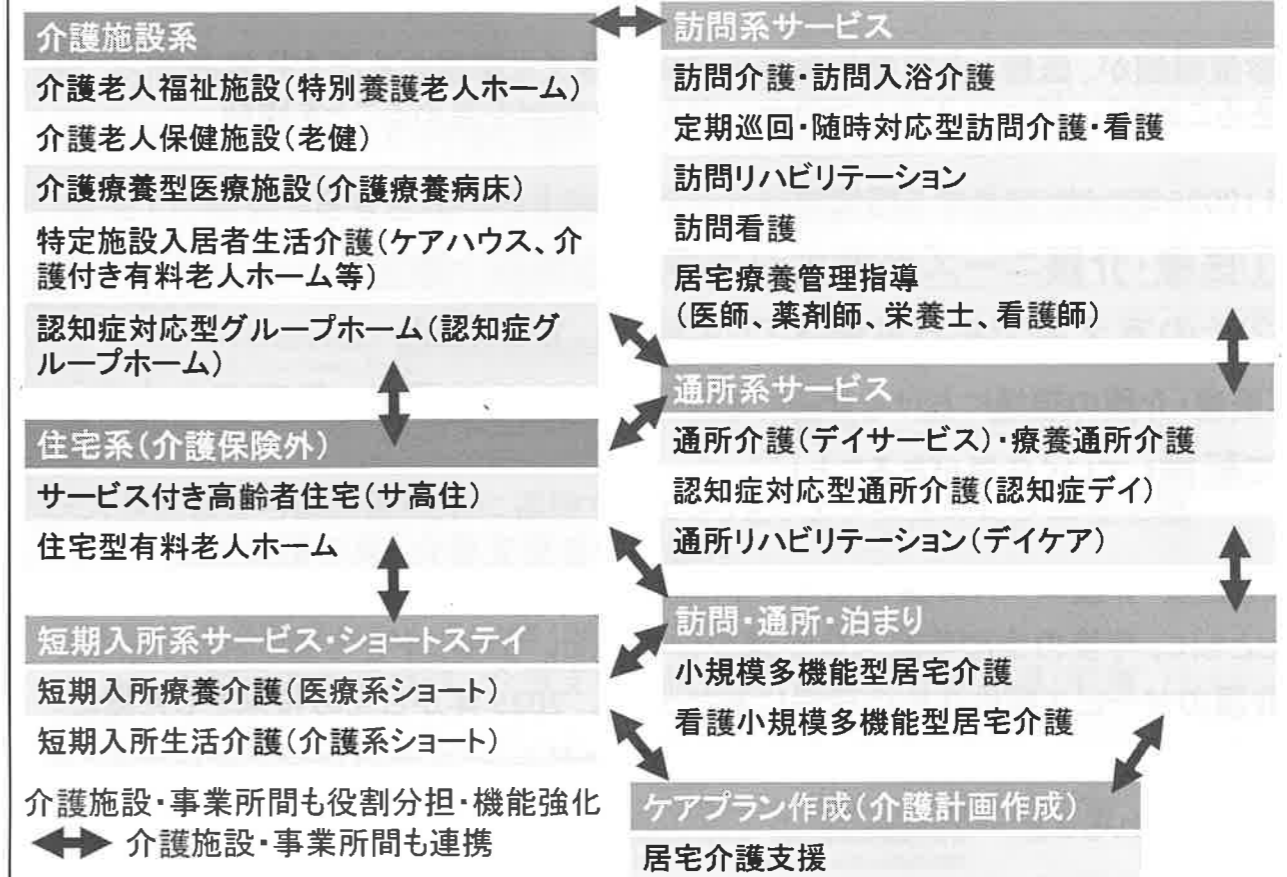 介護施設系
介護老人福祉施設(特別養護老人ホーム)
介護老人保健施設(老健)
介護療養型医療施設(介護療養病床)
特定施設入居者生活介護(ケアハウス、介
護付き有料老人ホーム等)
認知症対応型グループホーム(認知症グ
ループホーム)
住宅系(介護保険外)
サービス付き高齢者住宅(サ高住)
住宅型有料老人ホーム
短期入所系サービス・ショートステイ
短期入所療養介護(医療系ショート)
短期入所生活介護(介護系ショート)
介護施設・事業所間も役割分担・機能強化
介護施設・事業所間も連携
訪問系サービス
訪問介護・訪問入浴介護
定期巡回・随時対応型訪問介護・看護
訪問リハビリテーション
訪問看護
居宅療養管理指導
(医師、薬剤師、栄養士、看護師)
通所系サービス
通所介護(デイサービス)・療養通所介護
認知症対応型通所介護(認知症デイ)
通所リハビリテーション(デイケア)
訪問・通所・泊まり
小規模多機能型居宅介護
看護小規模多機能型居宅介護
ケアプラン作成(介護計画作成)
居宅介護支援